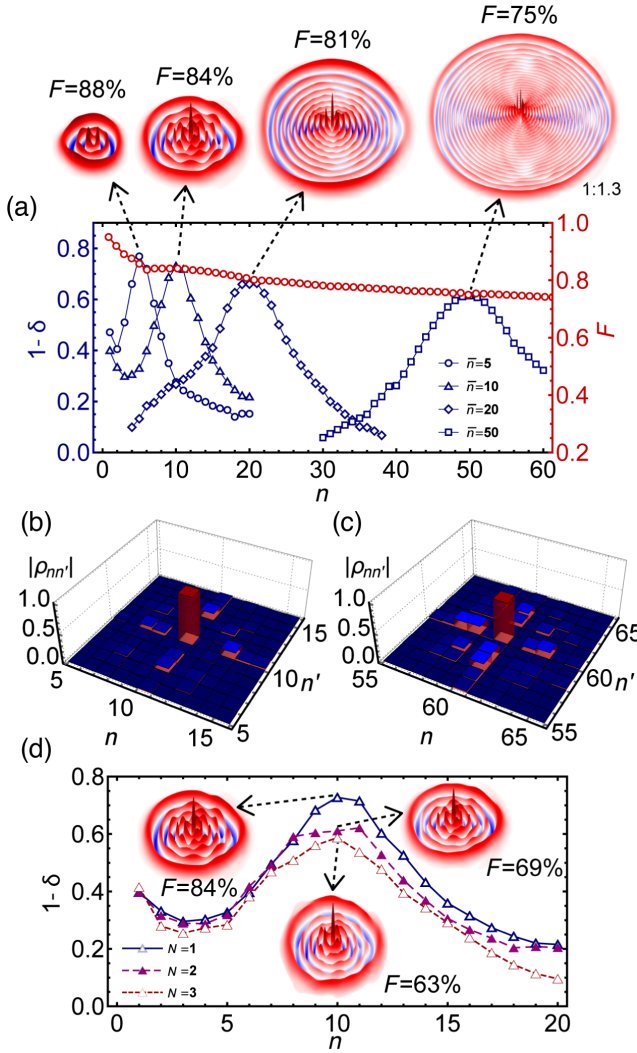 F=75%
F=81%
F=84%
F=88%
1:1.3
(a)
0.8
0.6
0.4
0.2
0.0
1- δ
1.0
0.8
0.6
0.4
0.2
F
n̅=5
n̅=10
n̅=20
n̅=50
0 10 20 30 40 50 60
n
(b)
|ρnn'|
1.0
0.5
0.0
5 10 15
n
5 10 15
n'
(c)
|ρnn'|
1.0
0.5
0.0
55 60 65
n
55 60 65
n'
(d)
0.8
0.6
0.4
0.2
0.0
1- δ
F=84%
F=69%
F=63%
N=1
N=2
N=3
0 5 10 15 20
n